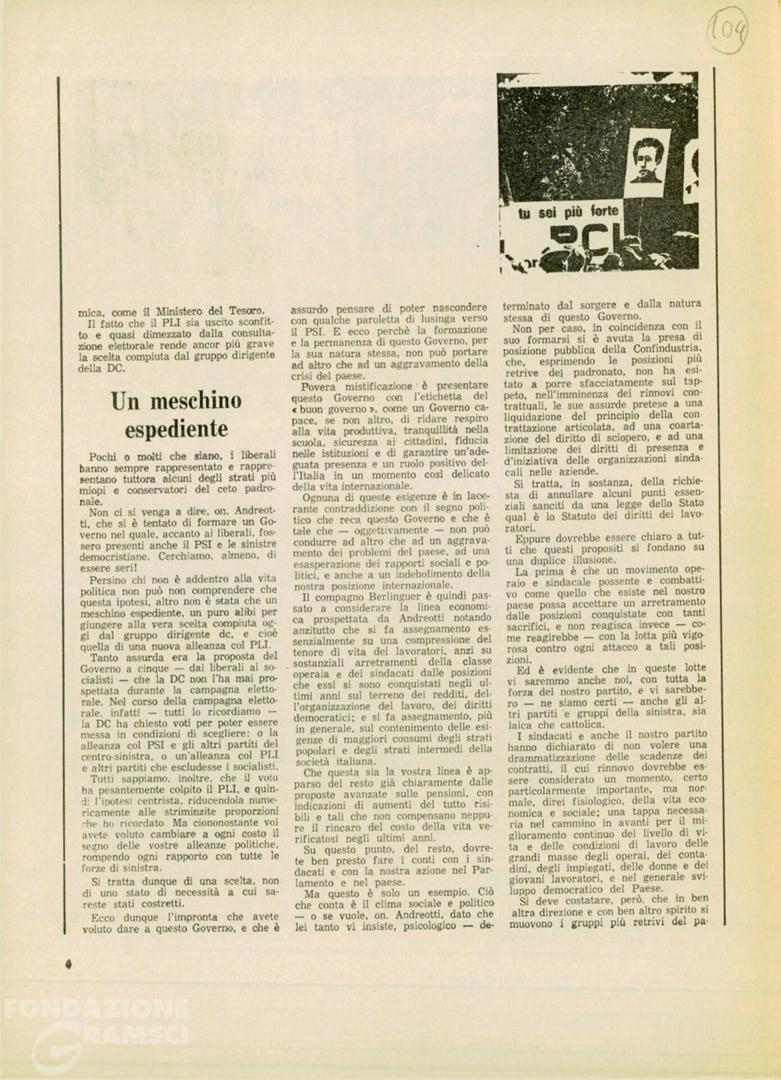 104
tu sei più forte
PCI
mica, come il Ministero del Tesoro.
Il fatto che il PLI sia uscito sconfit-
to e quasi dimezzato dalla consulta-
zione elettorale rende ancor più grave
la scelta compiuta dal gruppo dirigente
della DC.
Un meschino
espediente
Pochi o molti che siano, i liberali
hanno sempre rappresentato e rappre-
sentano tuttora alcuni degli strati più
miopi e conservatori del ceto padro-
nale.
Non ci si venga a dire, on. Andreot-
ti, che si è tentato di formare un Go-
verno nel quale, accanto ai liberali, fos-
sero presenti anche il PSI e le sinistre
democristiane. Cerchiamo, almeno, di
essere seri!
Persino chi non è addentro alla vita
politica non può non comprendere che
questa ipotesi, altro non è stata che un
meschino espediente, un puro alibi per
giungere alla vera scelta compiuta og-
gi dal gruppo dirigente dc, e cioè
quella di una nuova alleanza col PLI.
Tanto assurda era la proposta del
Governo a cinque — dai liberali ai so-
cialisti — che la DC non l'ha mai pro-
spettata durante la campagna eletto-
rale. Nel corso della campagna eletto-
rale, infatti — tutti lo ricordiamo —
la DC ha chiesto voti per poter essere
messa in condizioni di scegliere: o la
alleanza col PSI e gli altri partiti del
centro-sinistra, o un'alleanza col PLI
e altri partiti che escludesse i socialisti.
Tutti sappiamo, inoltre, che il voto
ha pesantemente colpito il PLI, e quin-
di l'ipotesi centrista, riducendola nume-
ricamente alle striminzite proporzioni
che ho ricordato. Ma ciononostante voi
avete voluto cambiare a ogni costo il
segno delle vostre alleanze politiche,
rompendo ogni rapporto con tutte le
forze di sinistra.
Si tratta dunque di una scelta, non
di uno stato di necessità a cui sa-
reste stati costretti.
Ecco dunque l'impronta che avete
voluto dare a questo Governo, e che è
assurdo pensare di poter nascondere
con qualche paroletta di lusinga verso
il PSI. E ecco perchè la formazione
e la permanenza di questo Governo, per
la sua natura stessa, non può portare
ad altro che ad un aggravamento della
crisi del paese.
Povera mistificazione è presentare
questo Governo con l'etichetta del
« buon governo », come un Governo ca-
pace, se non altro, di ridare respiro
alla vita produttiva, tranquillità nella
scuola, sicurezza ai cittadini, fiducia
nelle istituzioni e di garantire un'ade-
guata presenza e un ruolo positivo del-
l'Italia in un momento così delicato
della vita internazionale.
Ognuna di queste esigenze è in lace-
rante contraddizione con il segno poli-
tico che reca questo Governo e che è
tale che — oggettivamente — non può
condurre ad altro che ad un aggrava-
mento dei problemi del paese, ad una
esasperazione dei rapporti sociali e po-
litici, e anche a un indebolimento della
nostra posizione internazionale.
Il compagno Berlinguer è quindi pas-
sato a considerare la linea economi-
ca prospettata da Andreotti notando
anzitutto che si fa assegnamento es-
senzialmente su una compressione del
tenore di vita dei lavoratori, anzi su
sostanziali arretramenti della classe
operaia e dei sindacati dalle posizioni
che essi si sono conquistati negli ul-
timi anni sul terreno dei redditi, del-
l'organizzazione del lavoro, dei diritti
democratici; e si fa assegnamento, più
in generale, sul contenimento delle esi-
genze di maggiori consumi degli strati
popolari e degli strati intermedi della
società italiana.
Che questa sia la vostra linea è ap-
parso del resto già chiaramente dalle
proposte avanzate sulle pensioni, con
indicazioni di aumenti del tutto risi-
bili e tali che non compensano neppu-
re il rincaro del costo della vita ve-
rificatosi negli ultimi anni.
Su questo punto, del resto, dovre-
te ben presto fare i conti con i sin-
dacati e con la nostra azione nel Par-
lamento e nel paese.
Ma questo è solo un esempio. Ciò
che conta è il clima sociale e politico
— o se vuole, on. Andreotti, dato che
lei tanto vi insiste, psicologico — de-
terminato dal sorgere e dalla natura
stessa di questo Governo.
Non per caso, in coincidenza con il
suo formarsi si è avuta la presa di
posizione pubblica della Confindustria,
che, esprimendo le posizioni più
retrive del padronato, non ha esi-
tato a porre sfacciatamente sul tap-
peto, nell'imminenza dei rinnovi con-
trattuali, le sue assurde pretese a una
liquidazione del principio della con
trattazione articolata, ad una coarta-
zione del diritto di sciopero, e ad una
limitazione dei diritti di presenza e
d'iniziativa delle organizzazioni sinda-
cali nelle aziende.
Si tratta, in sostanza, della richie-
sta di annullare alcuni punti essen-
ziali sanciti da una legge dello Stato
qual è lo Statuto dei diritti dei lavo-
ratori.
Eppure dovrebbe essere chiaro a tut-
ti che questi propositi si fondano su
una duplice illusione.
La prima è che un movimento ope-
raio e sindacale possente e combatti-
vo come quello che esiste nel nostro
paese possa accettare un arretramento
dalle posizioni conquistate con tanti
sacrifici, e non reagisca invece — co-
me reagirebbe — con la lotta più vigo-
rosa contro ogni attacco a tali posi-
zioni.
Ed è evidente che in queste lotte
vi saremmo anche noi, con tutta la
forza del nostro partito, e vi sarebbe-
ro — ne siamo certi — anche gli al-
tri partiti e gruppi della sinistra, sia
laica che cattolica.
I sindacati e anche il nostro partito
hanno dichiarato di non volere una
drammatizzazione delle scadenze dei
contratti, il cui rinnovo dovrebbe es-
sere considerato un momento, certo
particolarmente importante, ma nor-
male, direi fisiologico, della vita eco-
nomica e sociale; una tappa necessa-
ria nel cammino in avanti per il mi-
glioramento continuo del livello di vi-
ta e delle condizioni di lavoro delle
grandi masse degli operai, dei conta-
dini, degli impiegati, delle donne e dei
giovani lavoratori, e nel generale svi-
luppo democratico del Paese.
Si deve costatare, però, che in ben
altra direzione e con ben altro spirito si
muovono i gruppi più retrivi del pa-
FONDAZIONE
GRAMSCI